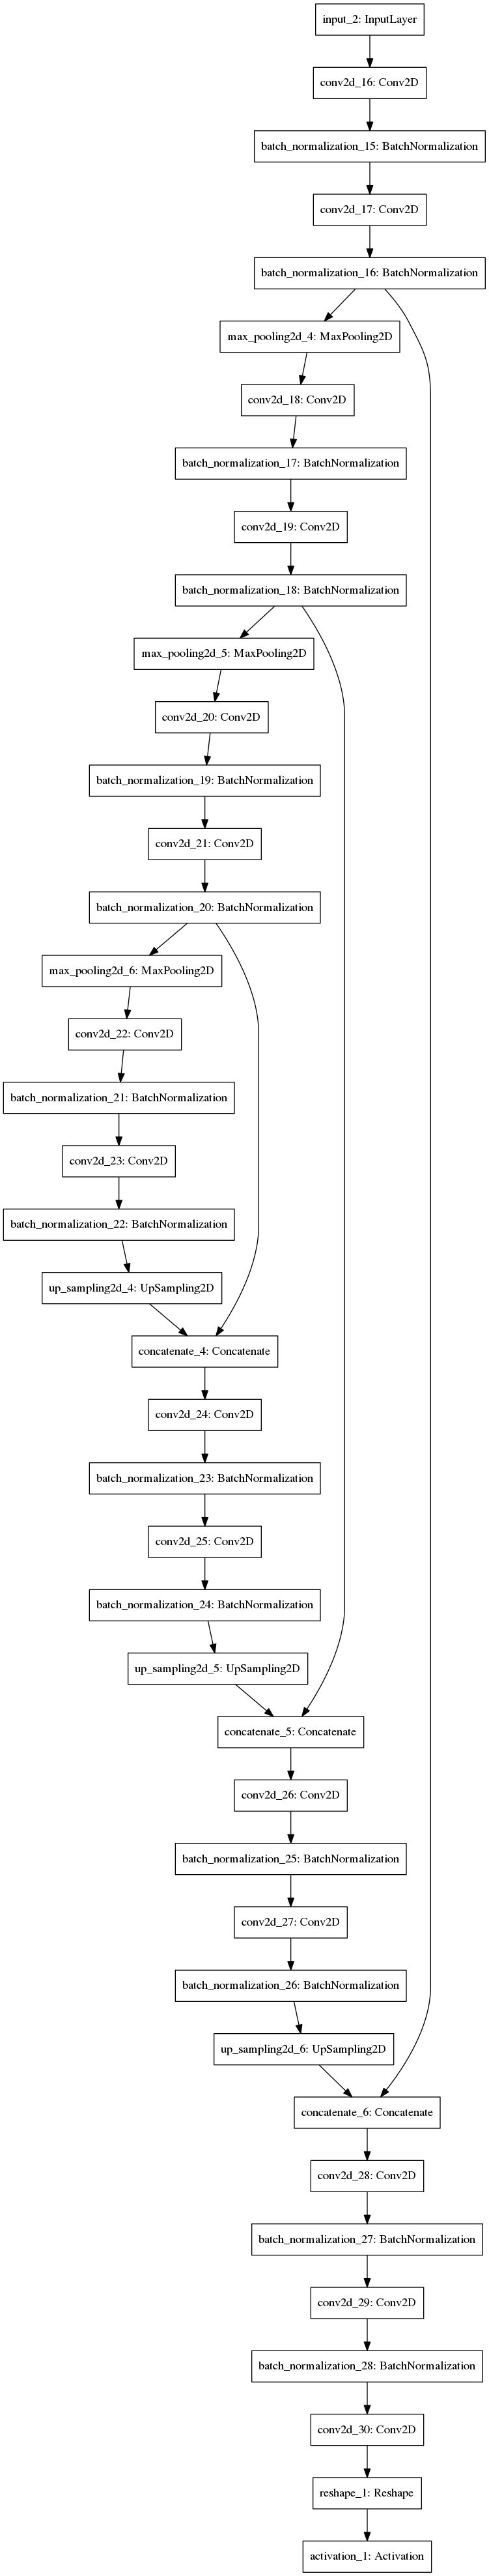 input_2: InputLayer
conv2d_16: Conv2D
batch_normalization_15: BatchNormalization
conv2d_17: Conv2D
batch_normalization_16: BatchNormalization
max_pooling2d_4: MaxPooling2D
conv2d_18: Conv2D
batch_normalization_17: BatchNormalization
conv2d_19: Conv2D
batch_normalization_18: BatchNormalization
max_pooling2d_5: MaxPooling2D
conv2d_20: Conv2D
batch_normalization_19: BatchNormalization
conv2d_21: Conv2D
batch_normalization_20: BatchNormalization
max_pooling2d_6: MaxPooling2D
conv2d_22: Conv2D
batch_normalization_21: BatchNormalization
conv2d_23: Conv2D
batch_normalization_22: BatchNormalization
up_sampling2d_4: UpSampling2D
concatenate_4: Concatenate
conv2d_24: Conv2D
batch_normalization_23: BatchNormalization
conv2d_25: Conv2D
batch_normalization_24: BatchNormalization
up_sampling2d_5: UpSampling2D
concatenate_5: Concatenate
conv2d_26: Conv2D
batch_normalization_25: BatchNormalization
conv2d_27: Conv2D
batch_normalization_26: BatchNormalization
up_sampling2d_6: UpSampling2D
concatenate_6: Concatenate
conv2d_28: Conv2D
batch_normalization_27: BatchNormalization
conv2d_29: Conv2D
batch_normalization_28: BatchNormalization
conv2d_30: Conv2D
reshape_1: Reshape
activation_1: Activation